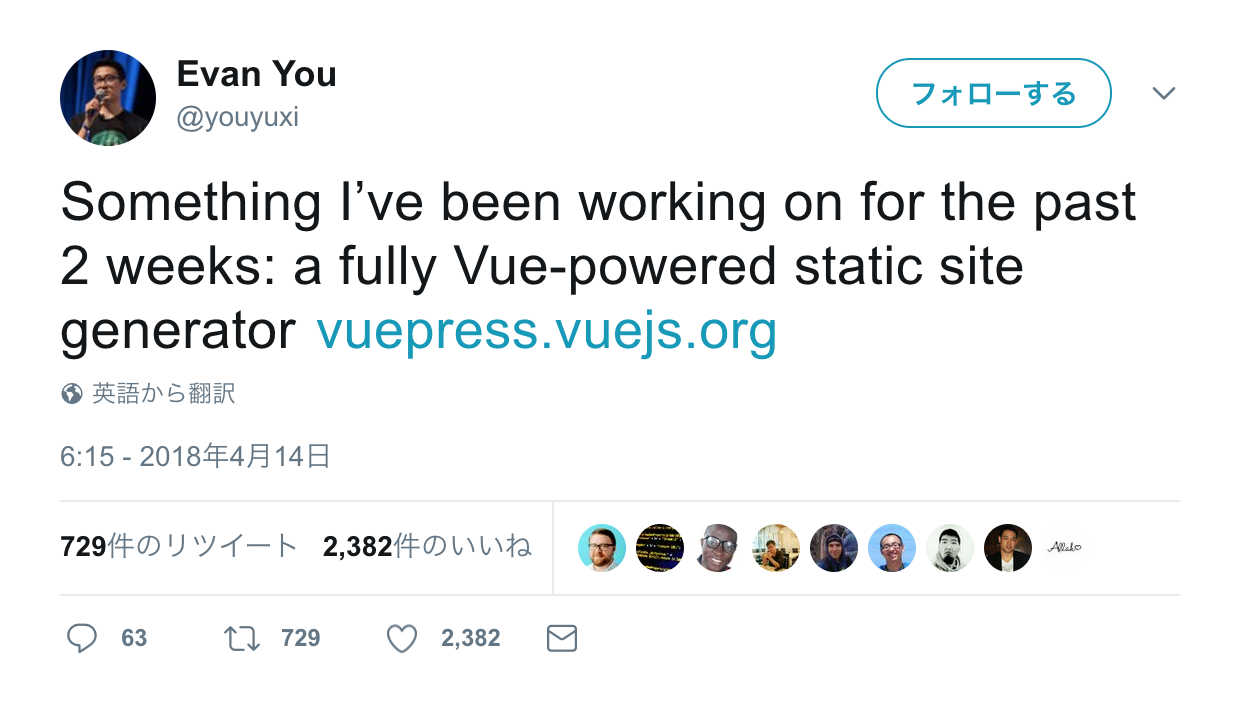 Evan You
@youyuxi
フォローする
Something I’ve been working on for the past
2 weeks: a fully Vue-powered static site
generator vuepress.vuejs.org
英語から翻訳
6:15 - 2018年4月14日
729件のリツイート 2,382件のいいね
Allah
63 729 2,382